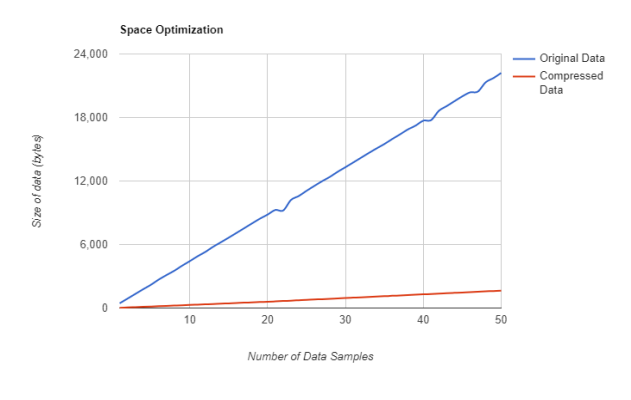 Space Optimization
24,000
18,000
12,000
6,000
0
10
20
30
40
50
Size of data (bytes)
Number of Data Samples
Original Data
Compressed
Data